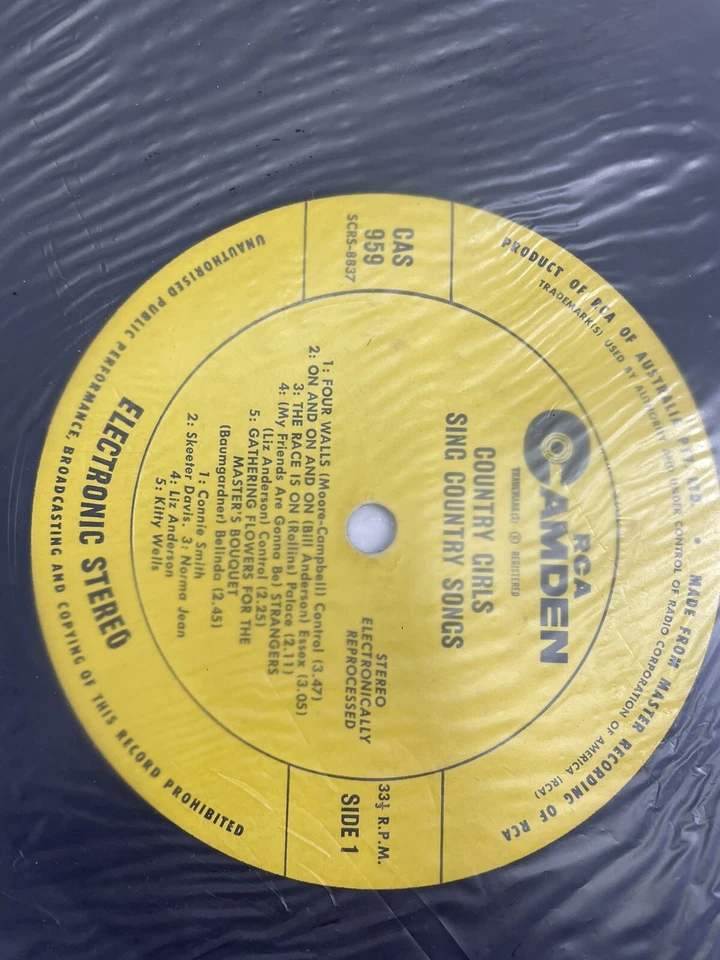 PRODUCT OF RCA OF AUSTRALIA PTY. LTD. • MADE FROM MASTER RECORDING OF RCA
TRADEMARK(S) USED BY AUTHORITY AND UNDER CONTROL OF RADIO CORPORATION OF AMERICA (RCA)
RCA
CAMDEN
TRADEMARK(S) ® REGISTERED
COUNTRY GIRLS
SING COUNTRY SONGS
CAS
959
SCRS-8837
STEREO
ELECTRONICALLY
REPROCESSED
33⅓ R.P.M.
SIDE 1
1: FOUR WALLS (Moore-Campbell) Control (3.47)
2: ON AND ON AND ON (Bill Anderson) Essex (3.05)
3: THE RACE IS ON (Rollins) Palace (2.11)
4: (My Friends Are Gonna Be) STRANGERS
(Liz Anderson) Control (2.25)
5: GATHERING FLOWERS FOR THE
MASTER'S BOUQUET
(Baumgardner) Belinda (2.45)
1: Connie Smith
2: Skeeter Davis, 3: Norma Jean
4: Liz Anderson
5: Kitty Wells
ELECTRONIC STEREO
UNAUTHORISED PUBLIC PERFORMANCE, BROADCASTING AND COPYING OF THIS RECORD PROHIBITED